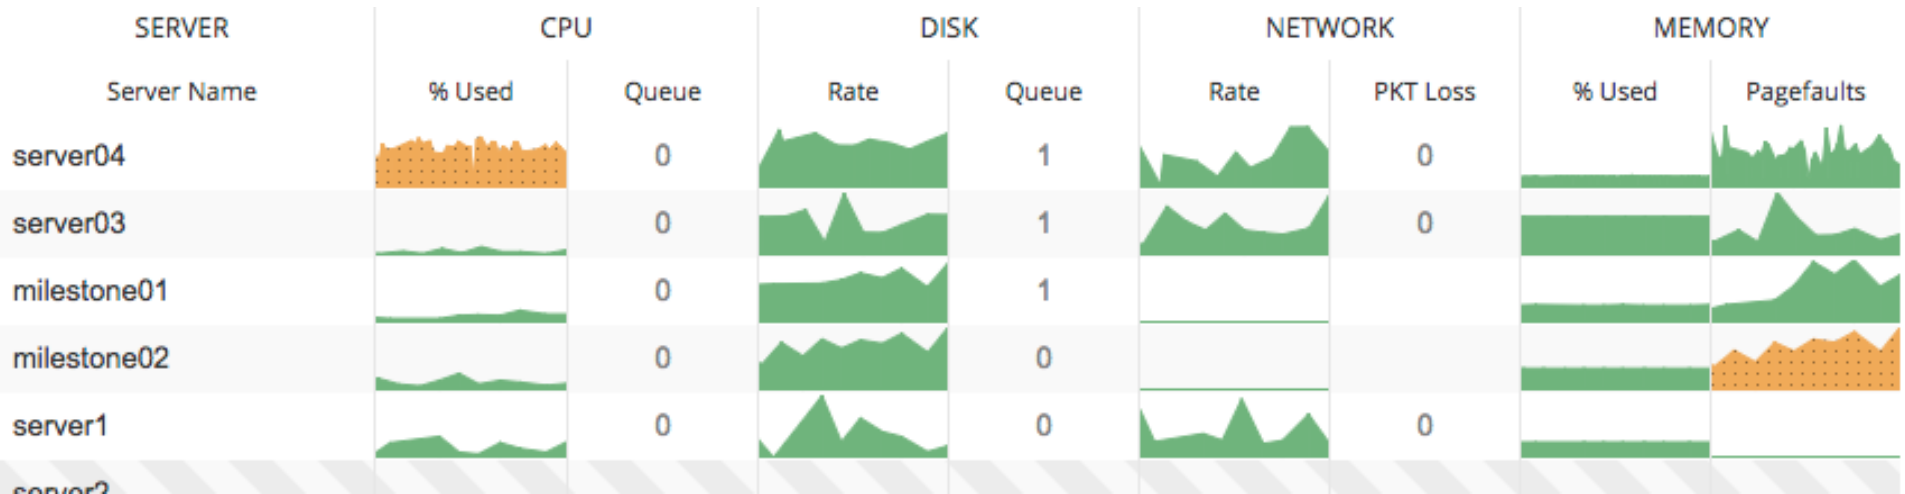 SERVER CPU DISK NETWORK MEMORY
Server Name % Used Queue Rate Queue Rate PKT Loss % Used Pagefaults
server04 0 1 0
server03 0 1 0
milestone01 0 1
milestone02 0 0
server1 0 0 0
server2